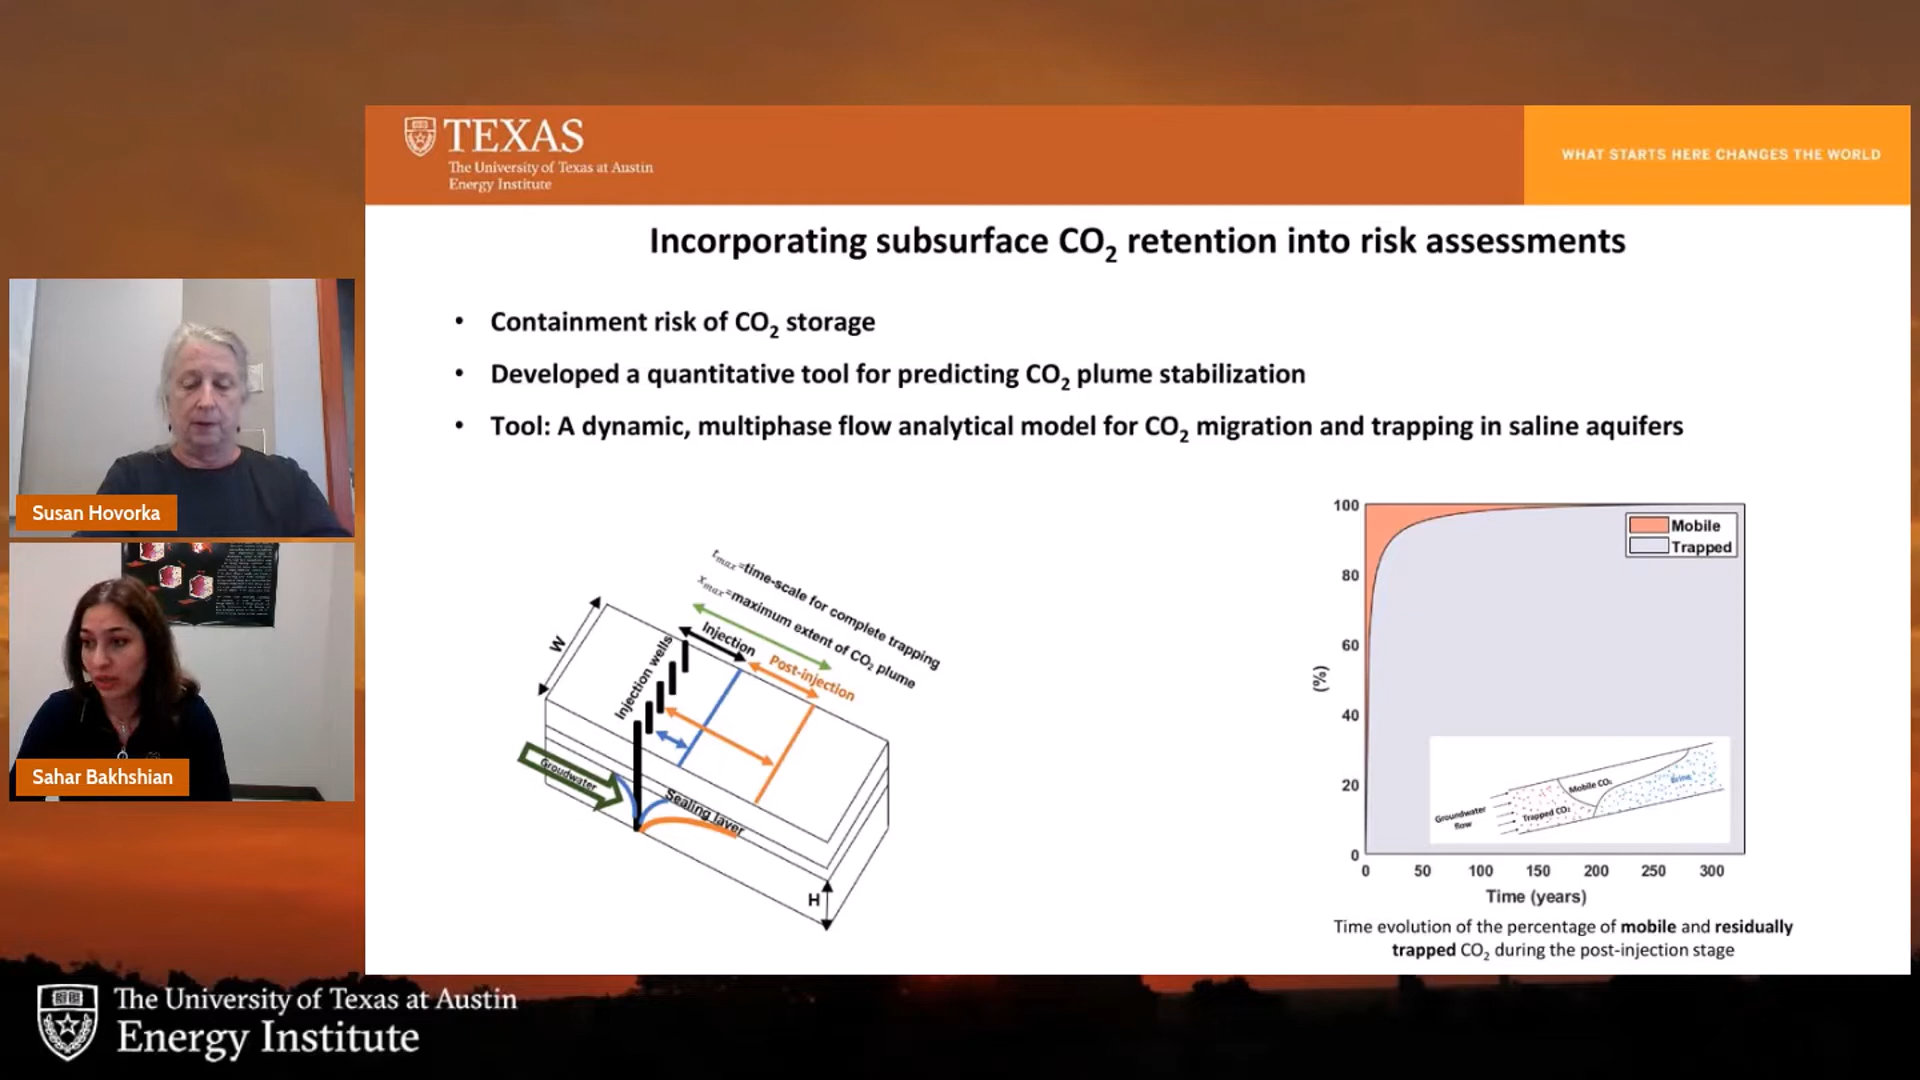 TEXAS
The University of Texas at Austin
Energy Institute
WHAT STARTS HERE CHANGES THE WORLD
Incorporating subsurface CO2 retention into risk assessments
• Containment risk of CO2 storage
• Developed a quantitative tool for predicting CO2 plume stabilization
• Tool: A dynamic, multiphase flow analytical model for CO2 migration and trapping in saline aquifers
Susan Hovorka
Sahar Bakhshian
tmax=time-scale for complete trapping
xmax=maximum extent of CO2 plume
Injection
Post-injection
W
Injection wells
Groudwater
Sealing layer
H
100
80
60
40
20
0
(%)
Mobile
Trapped
Mobile CO2
Brine
Trapped CO2
Groundwater
flow
0 50 100 150 200 250 300
Time (years)
Time evolution of the percentage of mobile and residually
trapped CO2 during the post-injection stage
The University of Texas at Austin
Energy Institute